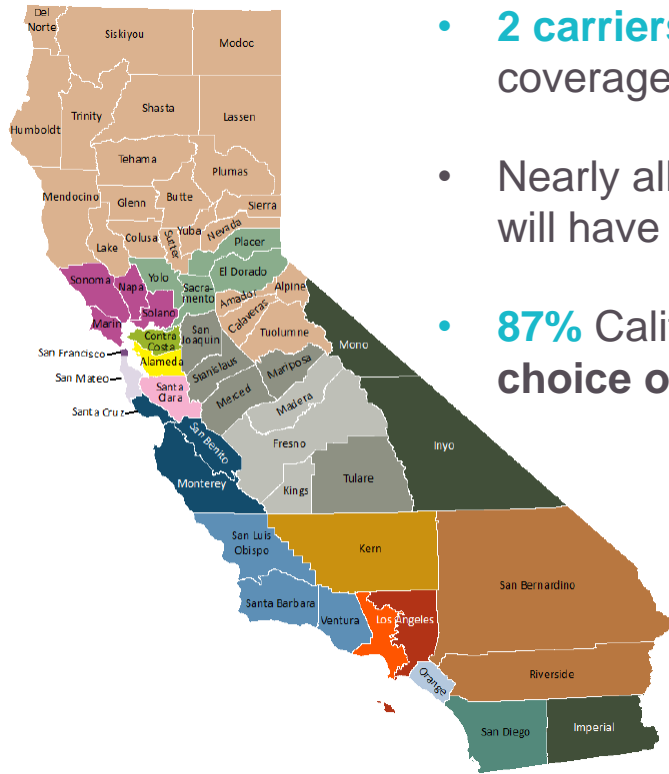 Del
Norte
Siskiyou
Modoc
Humboldt
Trinity
Shasta
Lassen
Tehama
Plumas
Mendocino
Glenn
Butte
Sierra
Lake
Colusa
Sutter
Yuba
Nevada
Placer
Sonoma
Napa
Yolo
Sacra-
mento
El Dorado
Alpine
Amador
Marin
Solano
Calaveras
Contra
Costa
San
Joaquin
Tuolumne
Mono
San Francisco
Alameda
Stanislaus
Mariposa
San Mateo
Santa
Clara
Merced
Madera
Santa Cruz
San Benito
Fresno
Inyo
Monterey
Kings
Tulare
San Luis
Obispo
Kern
San Bernardino
Santa Barbara
Ventura
Los Angeles
Orange
Riverside
San Diego
Imperial
• 2 carriers
coverage
• Nearly all
will have
• 87% Cali
choice o